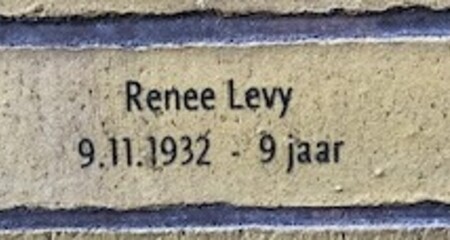 Renee Levy
9.11.1932 - 9 jaar